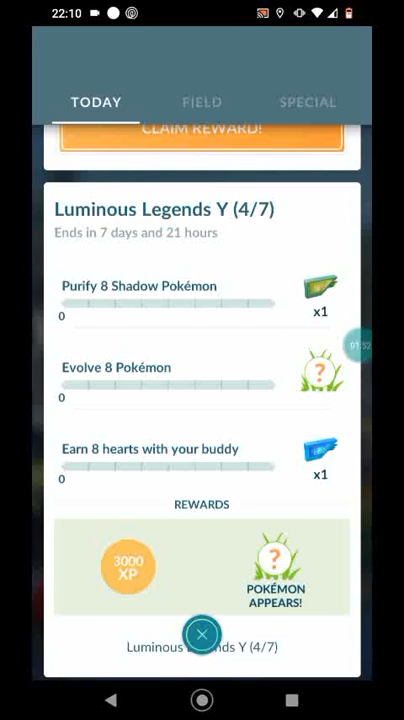 22:10
TODAY
FIELD
SPECIAL
CLAIM REWARD!
Luminous Legends Y (4/7)
Ends in 7 days and 21 hours
Purify 8 Shadow Pokémon
0
x1
Evolve 8 Pokémon
0
?
01:52
Earn 8 hearts with your buddy
0
x1
REWARDS
3000
XP
?
POKÉMON
APPEARS!
Luminous Legends Y (4/7)